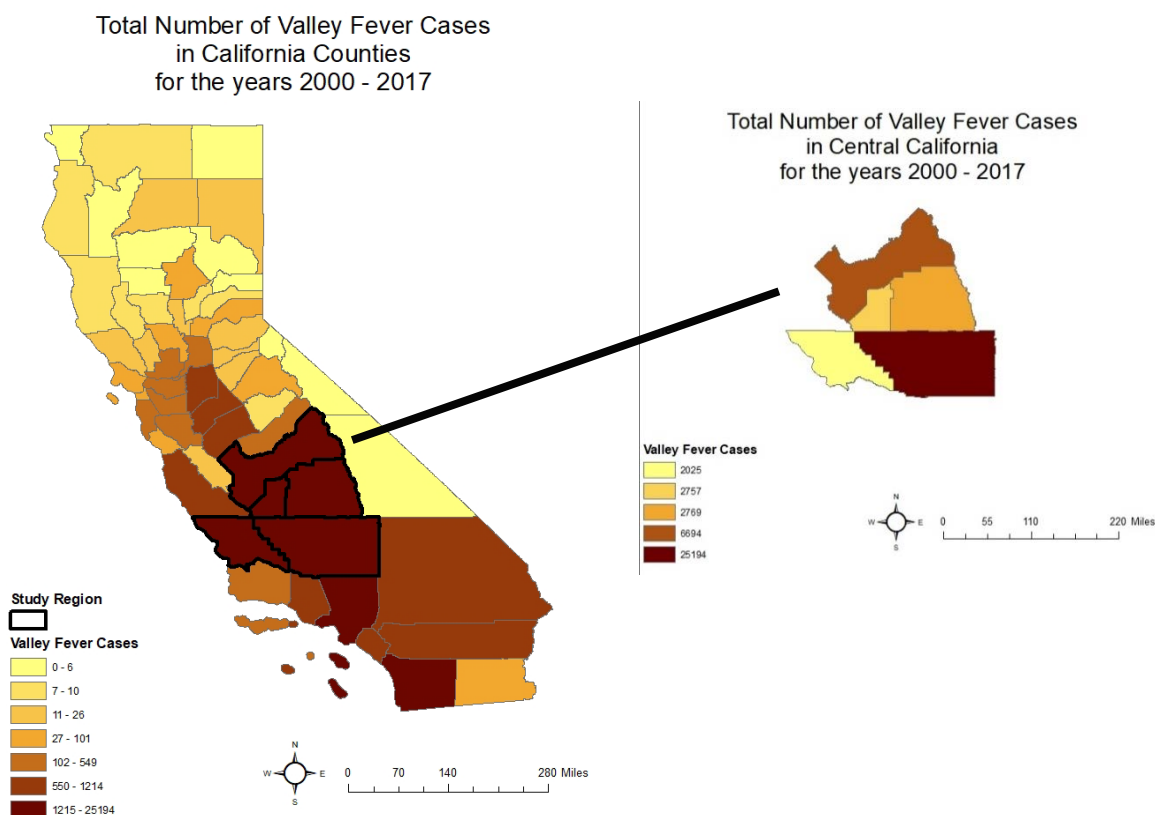 Total Number of Valley Fever Cases
in California Counties
for the years 2000 - 2017
Study Region
Valley Fever Cases
0 - 6
7 - 10
11 - 26
27 - 101
102 - 549
550 - 1214
1215 - 25194
N
W E
S
0 70 140 280 Miles
Total Number of Valley Fever Cases
in Central California
for the years 2000 - 2017
Valley Fever Cases
2025
2757
2769
6694
25194
N
W E
S
0 55 110 220 Miles